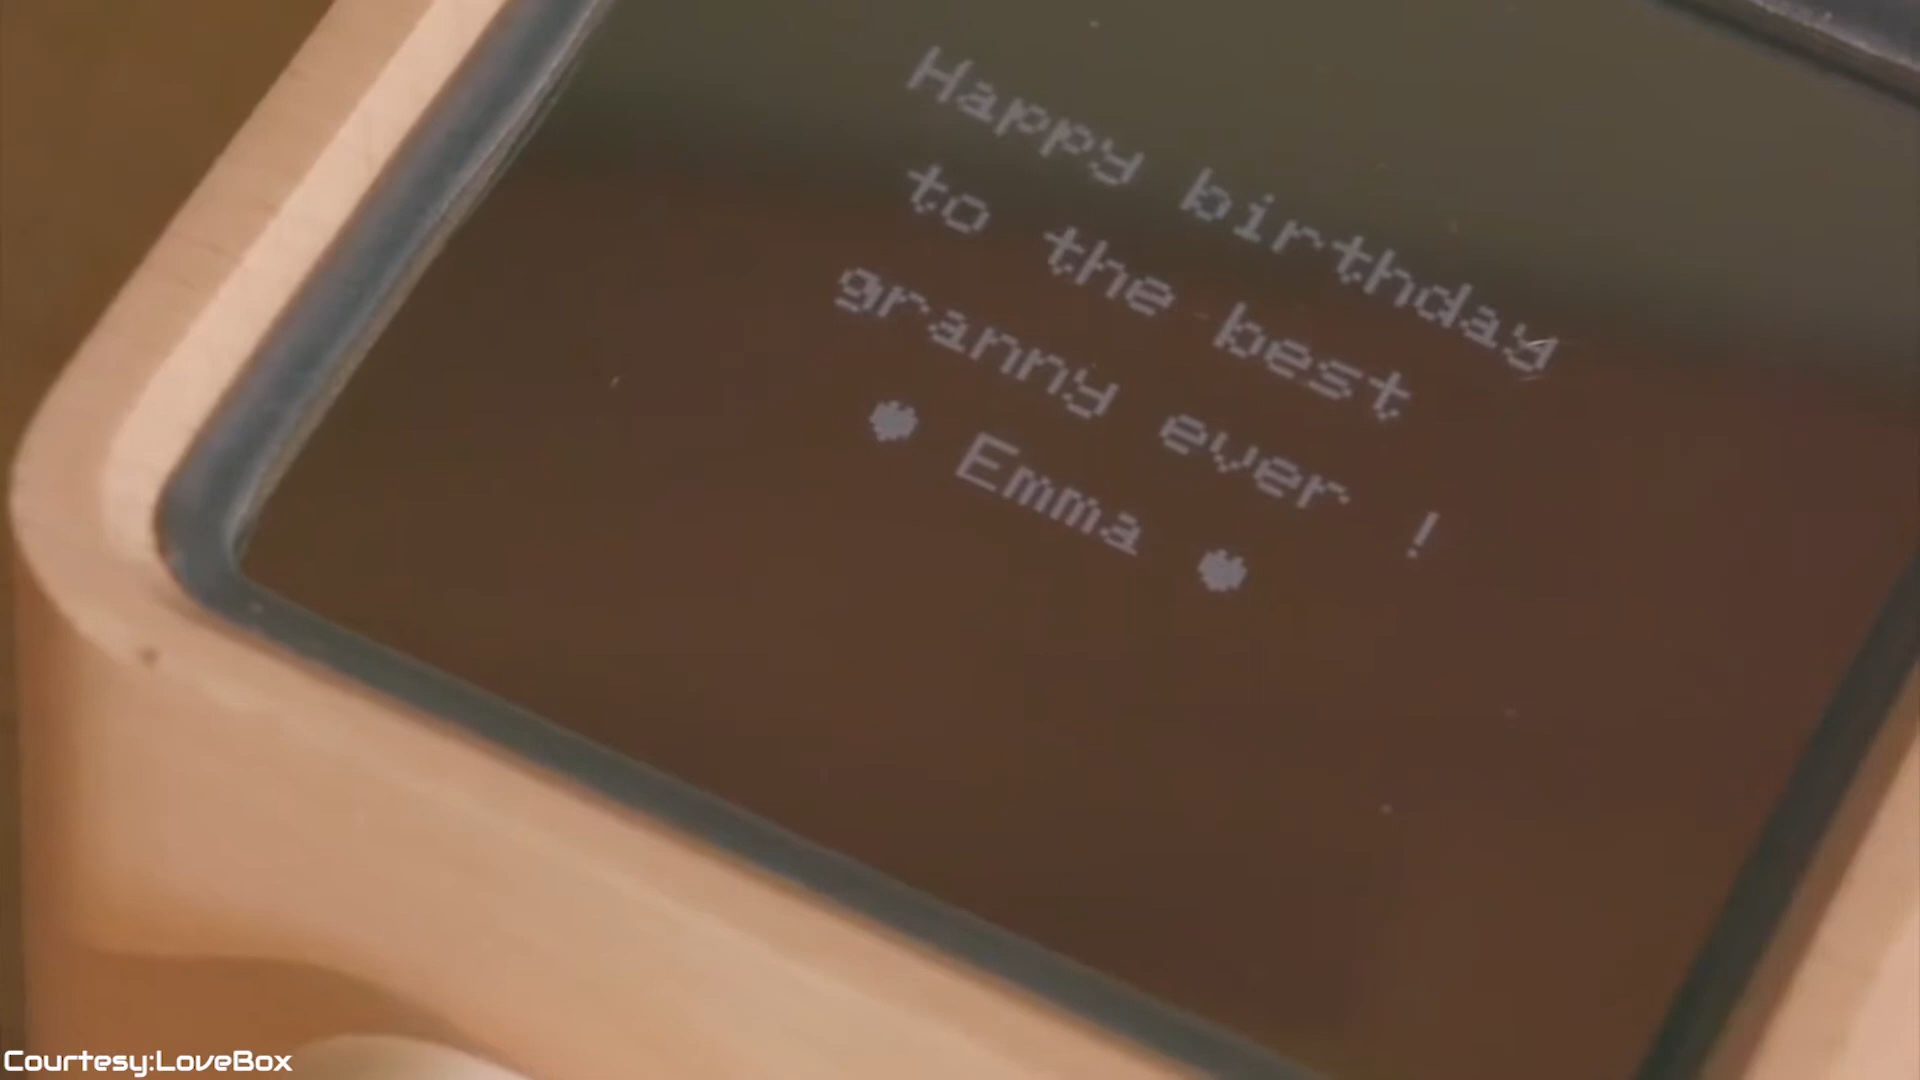 Happy birthday
to the best
granny ever !
♥ Emma ♥
Courtesy:LoveBox